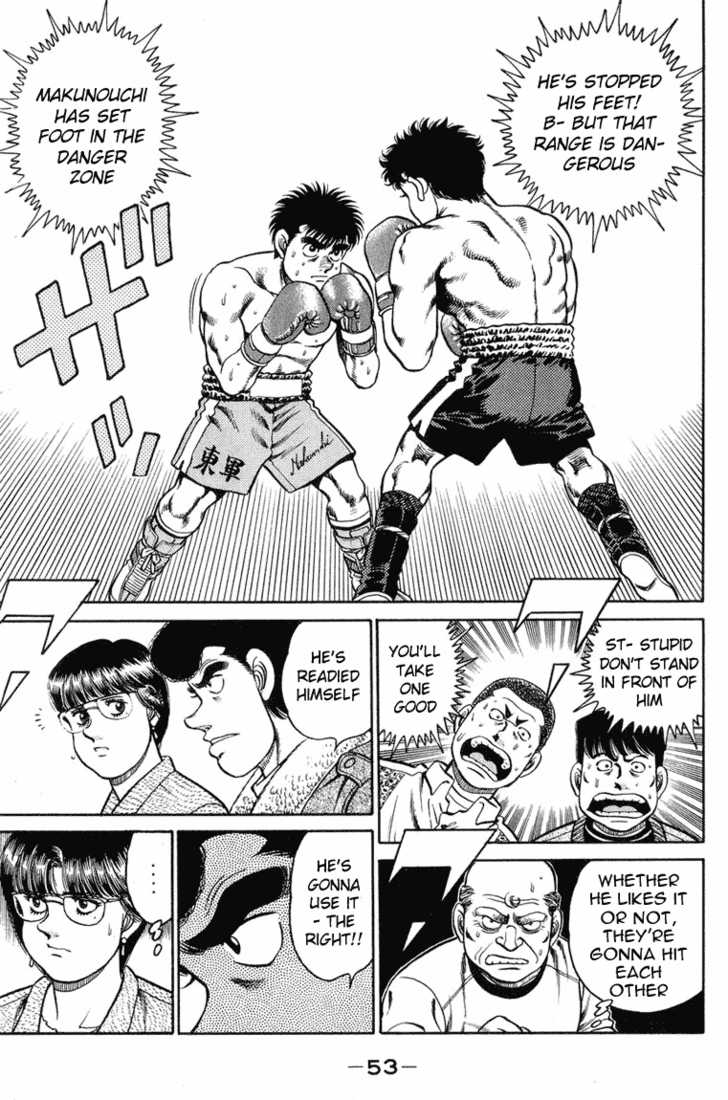 HE'S STOPPED
HIS FEET!
B- BUT THAT
RANGE IS DAN-
GEROUS
MAKUNOUCHI
HAS SET
FOOT IN THE
DANGER
ZONE
ザッ
東軍
ST- STUPID
DON'T STAND
IN FRONT OF
HIM
YOU'LL
TAKE
ONE
GOOD
HE'S
READIED
HIMSELF
WHETHER
HE LIKES IT
OR NOT,
THEY'RE
GONNA HIT
EACH
OTHER
HE'S
GONNA
USE IT
- THE
RIGHT!!
...
-53-